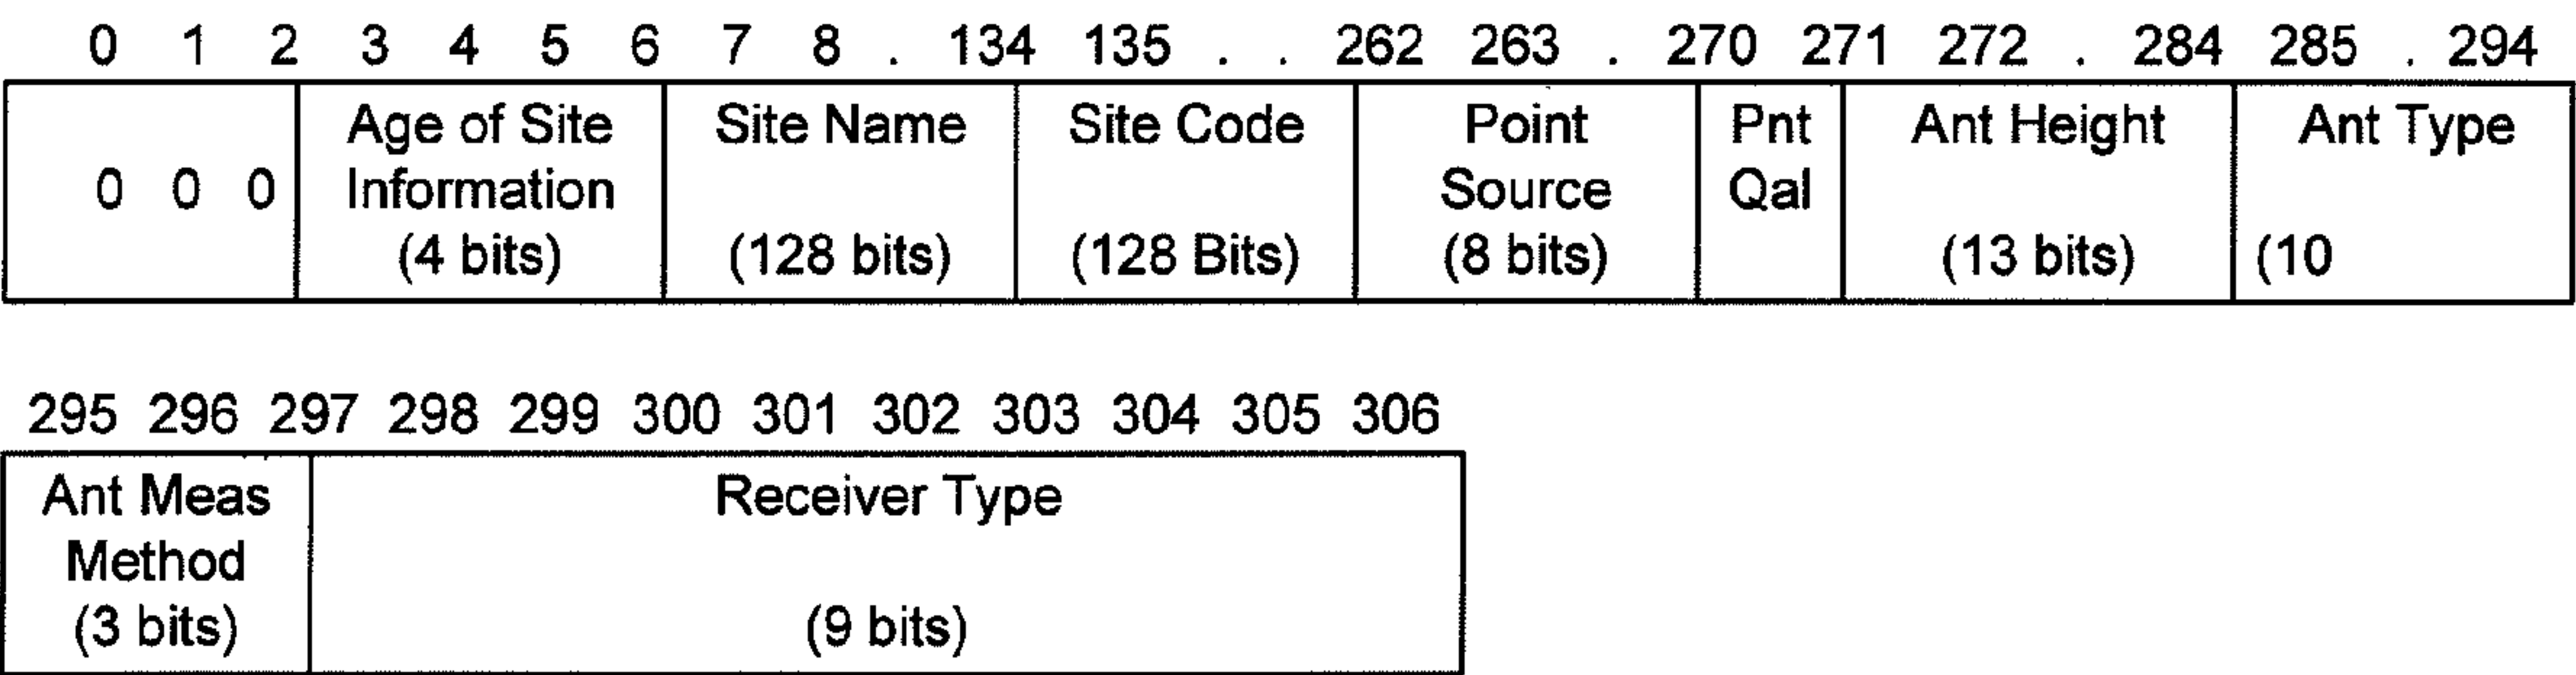 0 1 2 3 4 5 6 7 8 . 134 135 . . 262 263 . 270 271 272 . 284 285 . 294
0 0 0
Age of Site
Information
(4 bits)
Site Name
(128 bits)
Site Code
(128 Bits)
Point
Source
(8 bits)
Pnt
Qal
Ant Height
(13 bits)
Ant Type
(10
295 296 297 298 299 300 301 302 303 304 305 306
Ant Meas
Method
(3 bits)
Receiver Type
(9 bits)